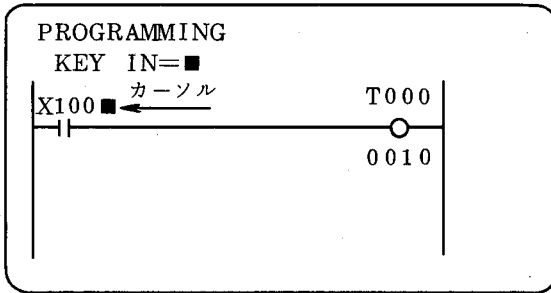 PROGRAMMING
KEY IN=■
カーソル
X100■
T000
0010